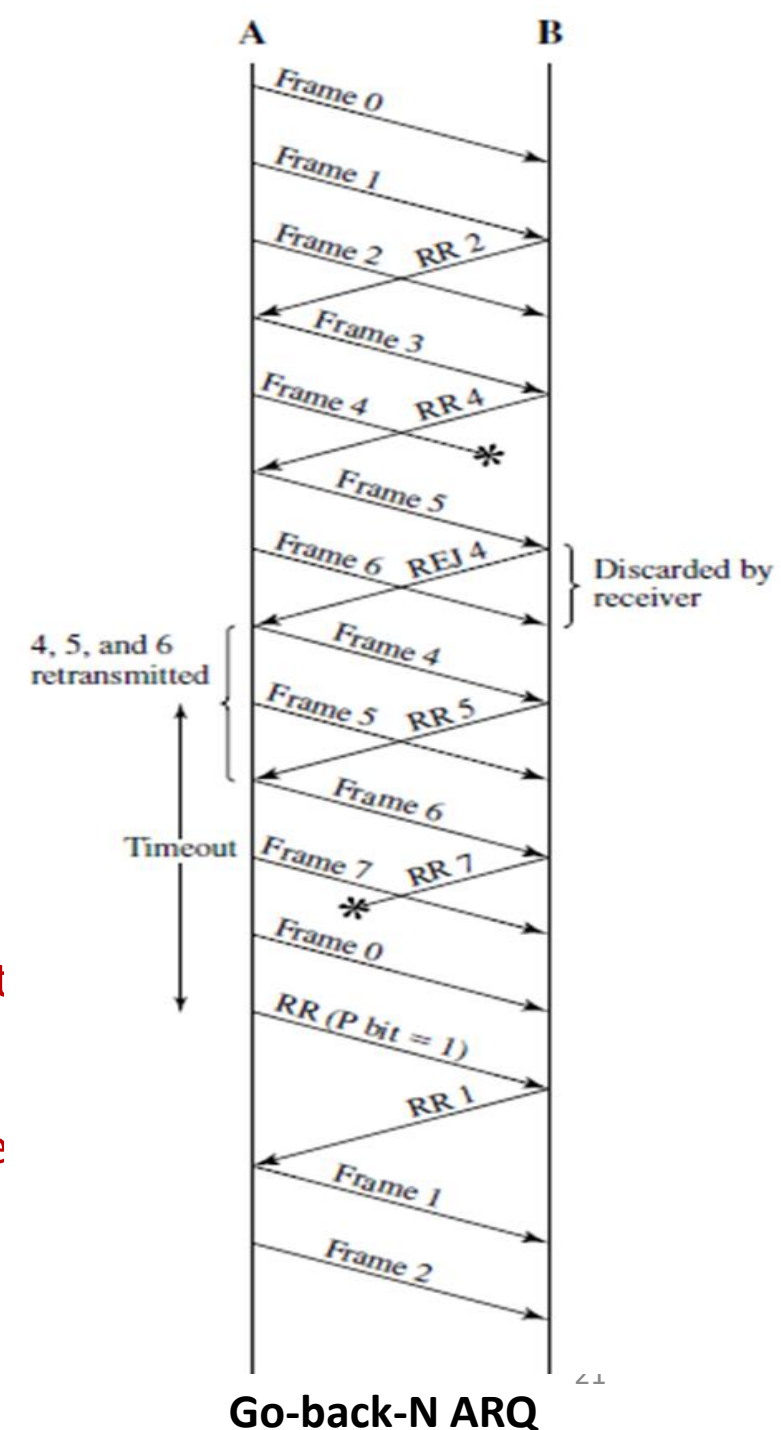 A
B
Frame 0
Frame 1
Frame 2
RR 2
Frame 3
Frame 4
RR 4
*
Frame 5
Frame 6
REJ 4
Discarded by
receiver
4, 5, and 6
retransmitted
Frame 4
Frame 5
RR 5
Frame 6
Timeout
Frame 7
RR 7
*
Frame 0
t
RR (P bit = 1)
RR 1
e
Frame 1
Frame 2
21
Go-back-N ARQ